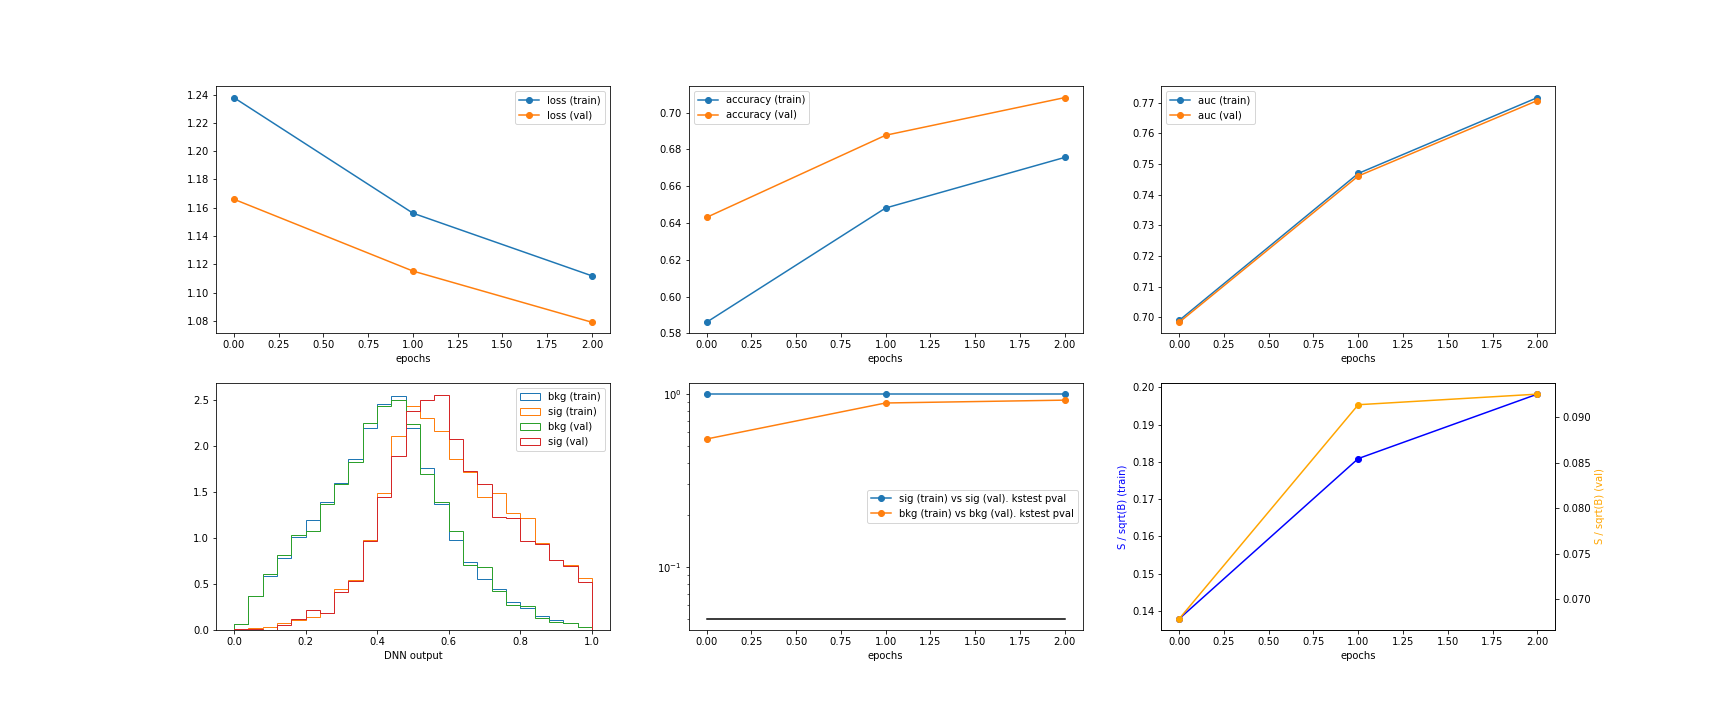 1.24
1.22
1.20
1.18
1.16
1.14
1.12
1.10
1.08
loss (train)
loss (val)
0.00 0.25 0.50 0.75 1.00 1.25 1.50 1.75 2.00
epochs
0.70
0.68
0.66
0.64
0.62
0.60
0.58
accuracy (train)
accuracy (val)
0.00 0.25 0.50 0.75 1.00 1.25 1.50 1.75 2.00
epochs
0.77
0.76
0.75
0.74
0.73
0.72
0.71
0.70
auc (train)
auc (val)
0.00 0.25 0.50 0.75 1.00 1.25 1.50 1.75 2.00
epochs
2.5
2.0
1.5
1.0
0.5
0.0
bkg (train)
sig (train)
bkg (val)
sig (val)
0.0 0.2 0.4 0.6 0.8 1.0
DNN output
10⁰
10⁻¹
sig (train) vs sig (val). kstest pval
bkg (train) vs bkg (val). kstest pval
0.00 0.25 0.50 0.75 1.00 1.25 1.50 1.75 2.00
epochs
S / sqrt(B) (train)
0.20
0.19
0.18
0.17
0.16
0.15
0.14
0.00 0.25 0.50 0.75 1.00 1.25 1.50 1.75 2.00
epochs
0.090
0.085
0.080
0.075
0.070
S / sqrt(B) (val)